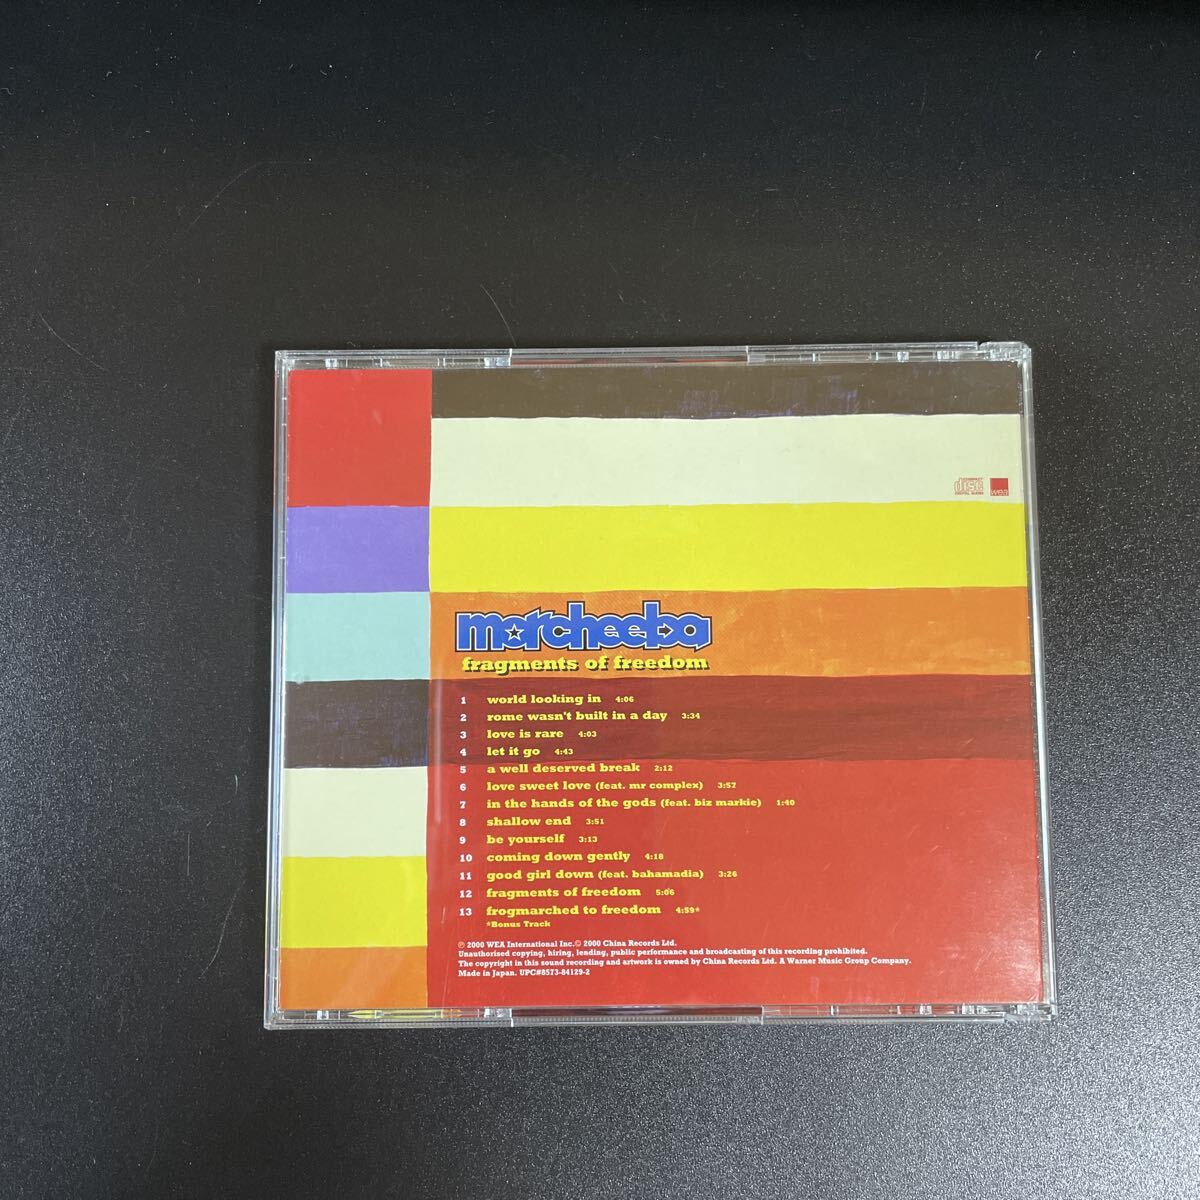 disc
DIGITAL AUDIO
wea
morcheeba
fragments of freedom
1 world looking in 4:06
2 rome wasn't built in a day 3:34
3 love is rare 4:03
4 let it go 4:43
5 a well deserved break 2:12
6 love sweet love (feat. mr complex) 3:57
7 in the hands of the gods (feat. biz markie) 1:40
8 shallow end 3:51
9 be yourself 3:13
10 coming down gently 4:18
11 good girl down (feat. bahamadia) 3:26
12 fragments of freedom 5:06
13 frogmarched to freedom 4:59*
*Bonus Track
℗ 2000 WEA International Inc.© 2000 China Records Ltd.
Unauthorised copying, hiring, lending, public performance and broadcasting of this recording prohibited.
The copyright in this sound recording and artwork is owned by China Records Ltd. A Warner Music Group Company.
Made in Japan. UPC#8573-84129-2